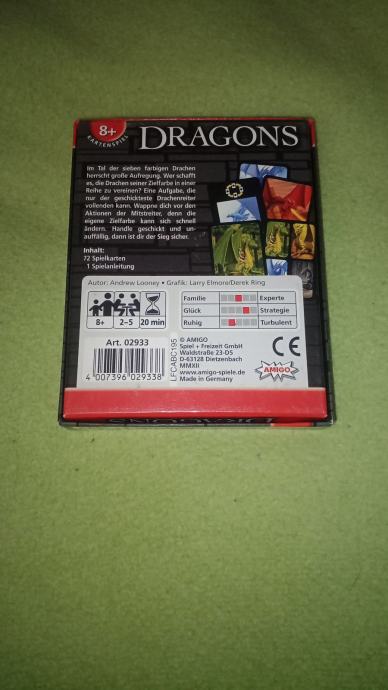 8+
KARTENSPIEL
DRAGONS
Im Tal der sieben farbigen Drachen
herrscht große Aufregung. Wer schafft
es, die Drachen seiner Zielfarbe in einer
Reihe zu vereinen? Eine Aufgabe, die
nur der geschickteste Drachenreiter
vollenden kann. Wappne dich vor den
Aktionen der Mitstreiter, denn die
eigene Zielfarbe kann sich schnell
ändern. Handle geschickt und un-
auffällig, dann ist dir der Sieg sicher.
Inhalt:
72 Spielkarten
1 Spielanleitung
Autor: Andrew Looney • Grafik: Larry Elmore/Derek Ring
8+ 2–5 20 min
Familie Experte
Glück Strategie
Ruhig Turbulent
Art. 02933
4 007396 029338
LFCABC195
© AMIGO
Spiel + Freizeit GmbH
Waldstraße 23-D5
D-63128 Dietzenbach
MMXII
www.amigo-spiele.de
Made in Germany
CE
AMIGO
DRAGONS